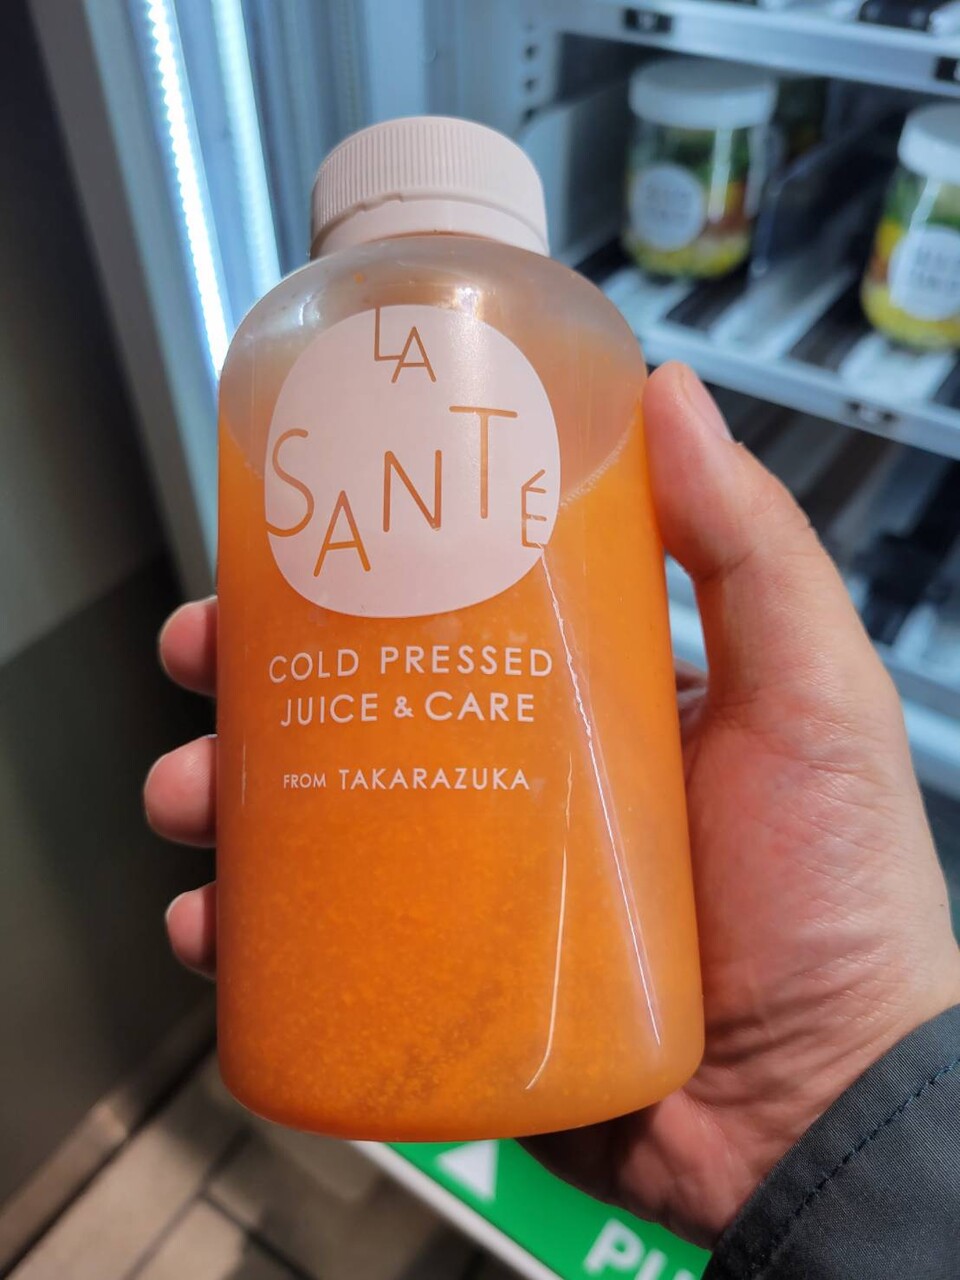 LA
SANTÉ
COLD PRESSED
JUICE & CARE
FROM TAKARAZUKA